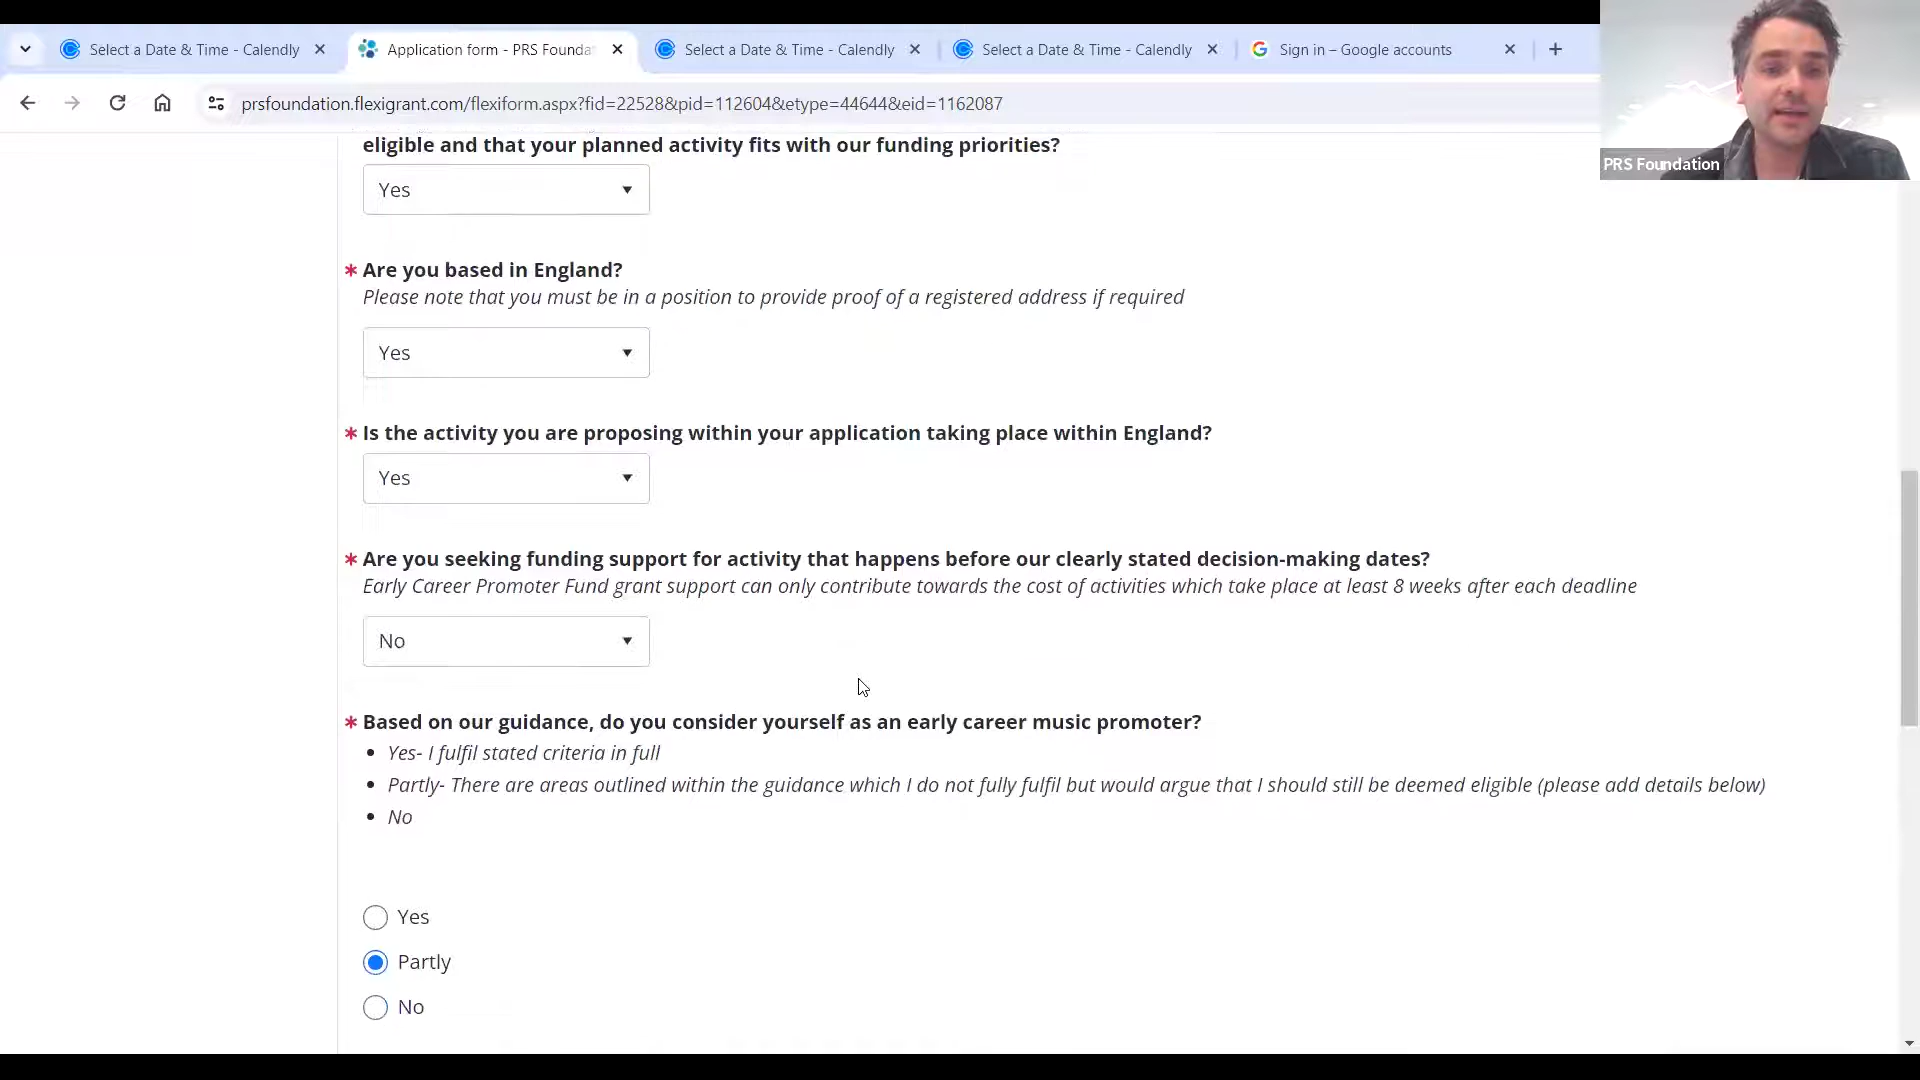 Select a Date & Time - Calendly
Application form - PRS Founda
Select a Date & Time - Calendly
Select a Date & Time - Calendly
Sign in – Google accounts
prsfoundation.flexigrant.com/flexiform.aspx?fid=22528&pid=112604&etype=44644&eid=1162087
PRS Foundation
eligible and that your planned activity fits with our funding priorities?
Yes
* Are you based in England?
Please note that you must be in a position to provide proof of a registered address if required
Yes
* Is the activity you are proposing within your application taking place within England?
Yes
* Are you seeking funding support for activity that happens before our clearly stated decision-making dates?
Early Career Promoter Fund grant support can only contribute towards the cost of activities which take place at least 8 weeks after each deadline
No
* Based on our guidance, do you consider yourself as an early career music promoter?
• Yes- I fulfil stated criteria in full
• Partly- There are areas outlined within the guidance which I do not fully fulfil but would argue that I should still be deemed eligible (please add details below)
• No
Yes
Partly
No